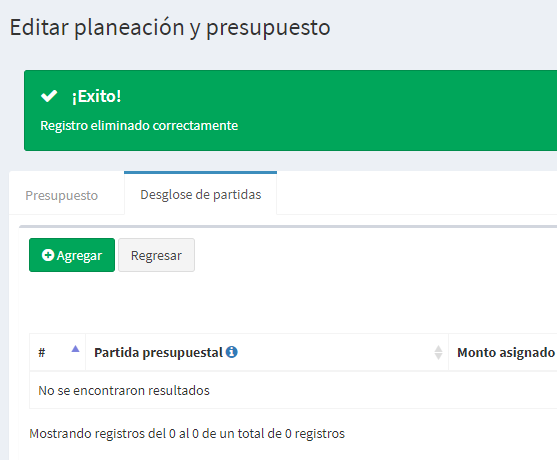 Editar planeación y presupuesto
¡Exito!
Registro eliminado correctamente
Presupuesto
Desglose de partidas
Agregar
Regresar
# Partida presupuestal Monto asignado
No se encontraron resultados
Mostrando registros del 0 al 0 de un total de 0 registros